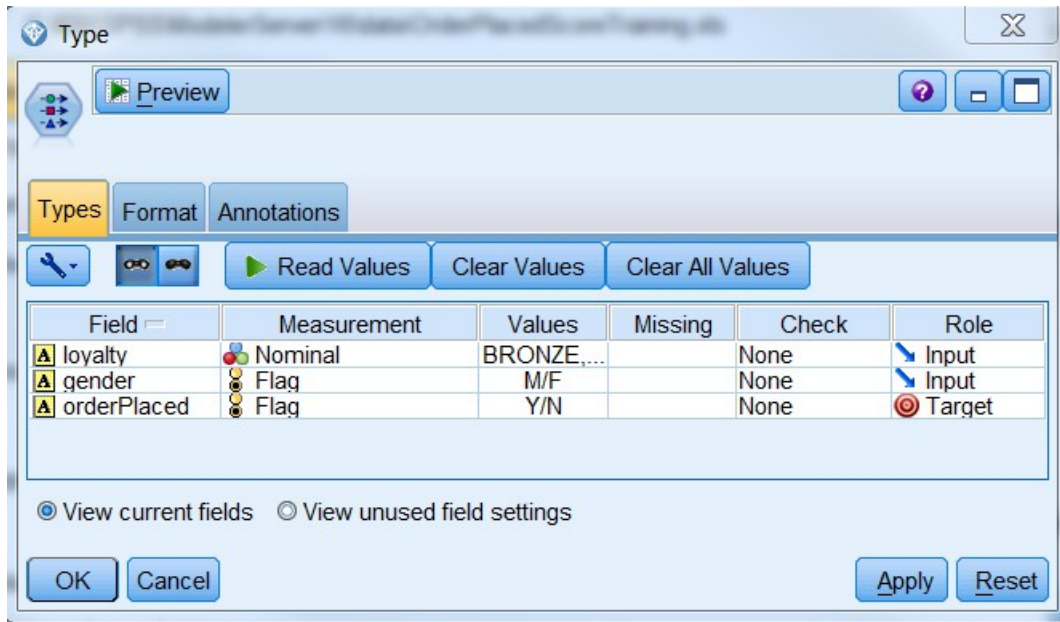 Type
Preview
Types Format Annotations
Read Values Clear Values Clear All Values
Field Measurement Values Missing Check Role
A loyalty Nominal BRONZE,... None Input
A gender Flag M/F None Input
A orderPlaced Flag Y/N None Target
View current fields View unused field settings
OK Cancel Apply Reset